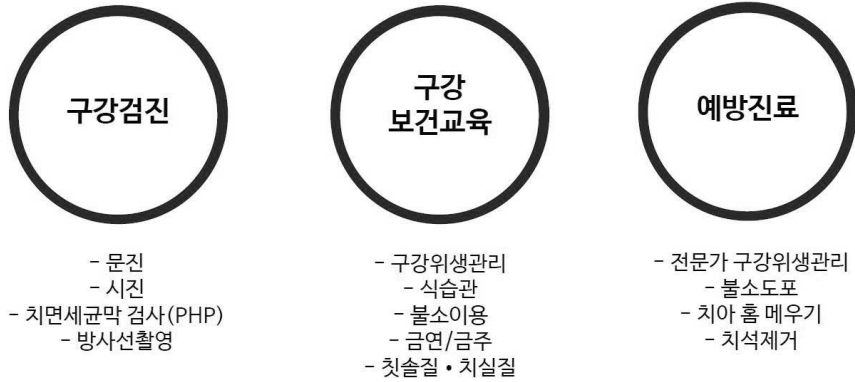 구강검진
- 문진
- 시진
- 치면세균막 검사(PHP)
- 방사선촬영
구강
보건교육
- 구강위생관리
- 식습관
- 불소이용
- 금연/금주
- 칫솔질 • 치실질
예방진료
- 전문가 구강위생관리
- 불소도포
- 치아 홈 메우기
- 치석제거